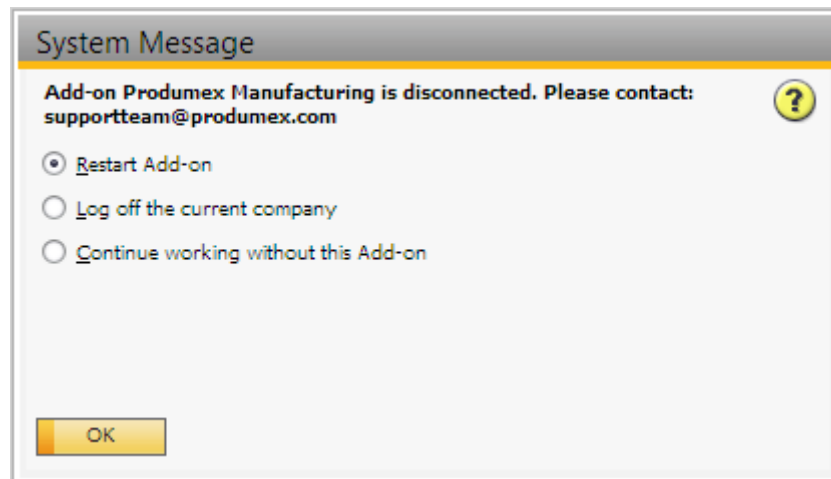 System Message
Add-on Produmex Manufacturing is disconnected. Please contact:
supportteam@produmex.com
?
Restart Add-on
Log off the current company
Continue working without this Add-on
OK